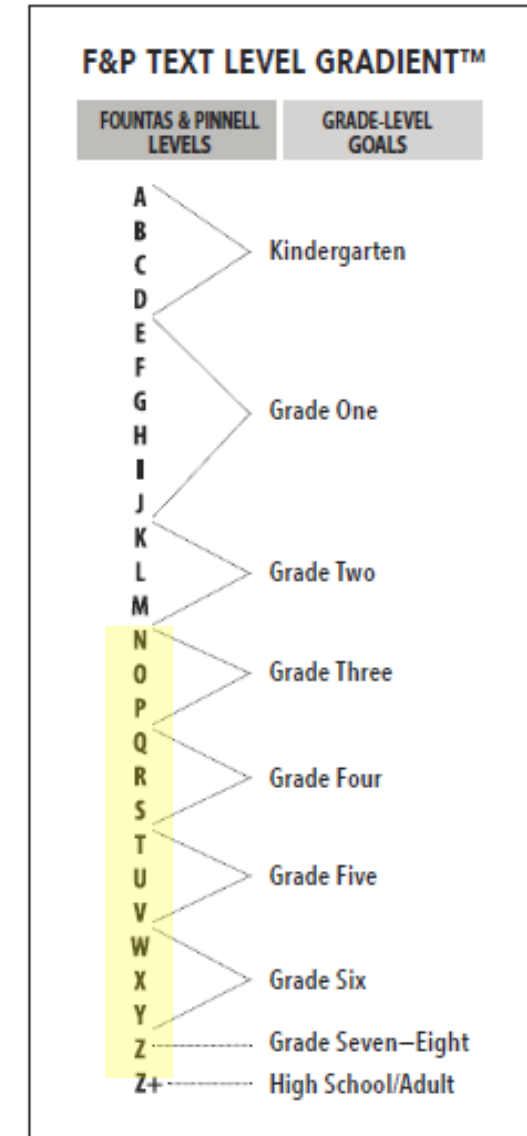 F&P TEXT LEVEL GRADIENT™
FOUNTAS & PINNELL
LEVELS
GRADE-LEVEL
GOALS
A
B
C
D
Kindergarten
E
F
G
H
I
J
Grade One
K
L
M
Grade Two
N
O
P
Grade Three
Q
R
S
Grade Four
T
U
V
Grade Five
W
X
Y
Grade Six
Z
Grade Seven–Eight
Z+
High School/Adult